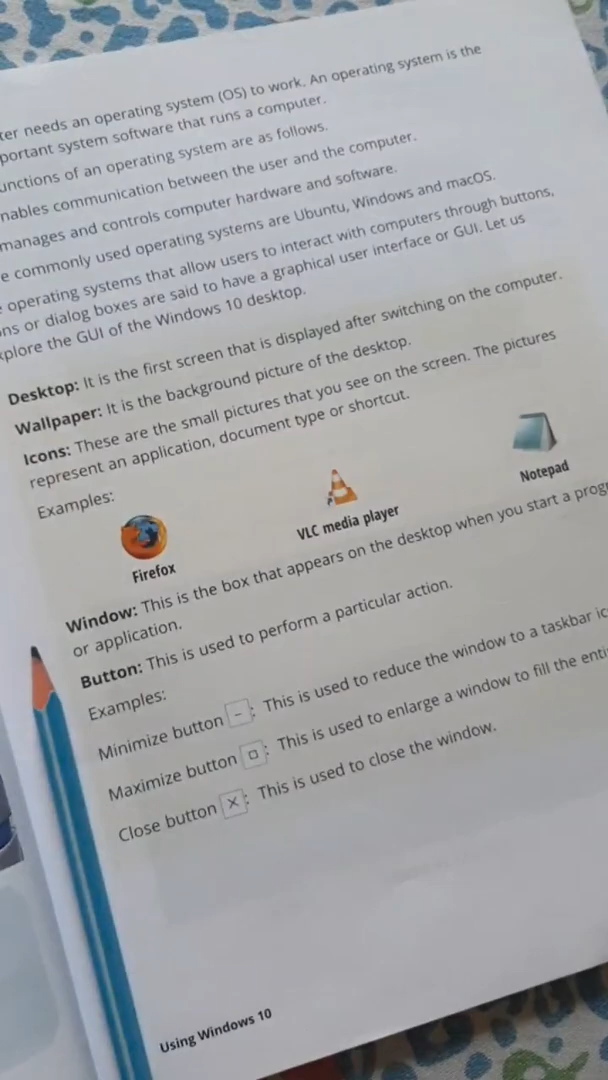 needs an operating system (OS) to work. An operating system is the
system software that runs a computer.
of an operating system are as follows.
communication between the user and the computer.
manages and controls computer hardware and software.
commonly used operating systems are Ubuntu, Windows and macOS.
operating systems that allow users to interact with computers through buttons,
or dialog boxes are said to have a graphical user interface or GUI. Let us
the GUI of the Windows 10 desktop.
Desktop: It is the first screen that is displayed after switching on the computer.
Wallpaper: It is the background picture of the desktop.
Icons: These are the small pictures that you see on the screen. The pictures
represent an application, document type or shortcut.
Examples:
Firefox
VLC media player
Notepad
Window: This is the box that appears on the desktop when you start a
or application.
Button: This is used to perform a particular action.
Examples:
Minimize button –: This is used to reduce the window to a taskbar
Maximize button □: This is used to enlarge a window to fill the
Close button X: This is used to close the window.
Using Windows 10